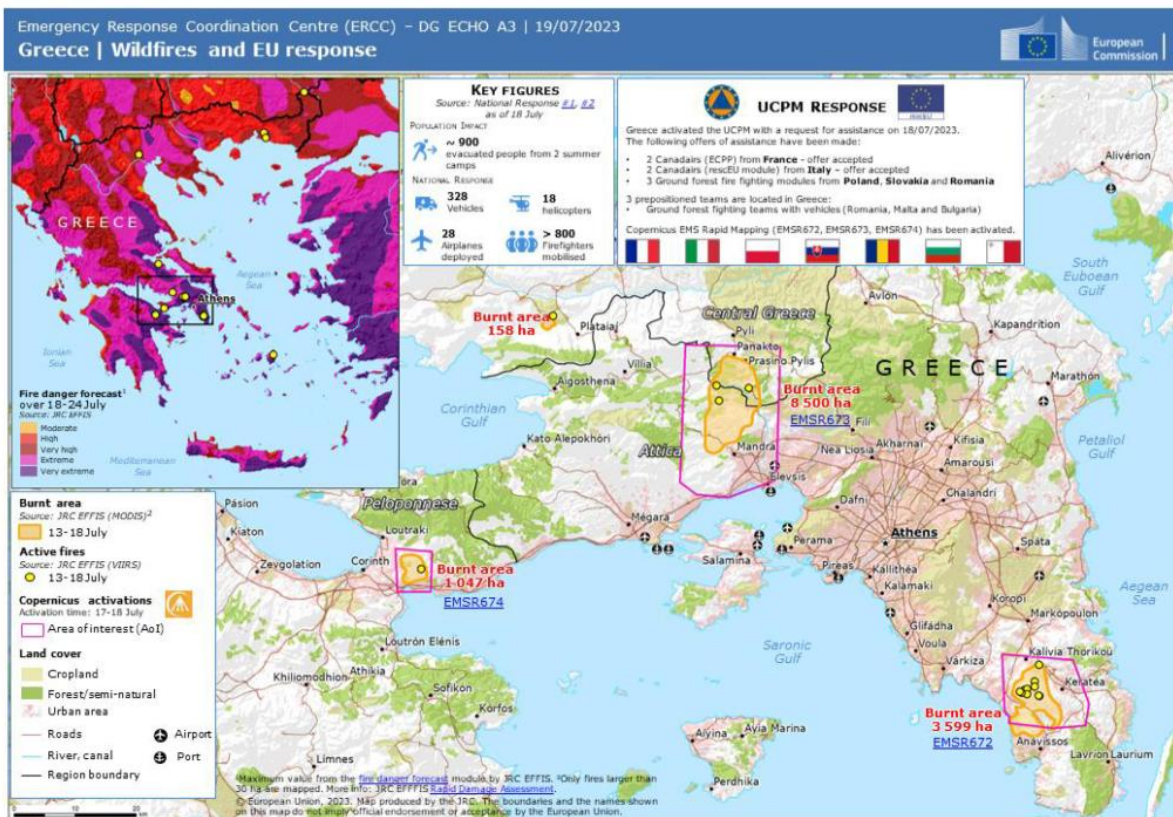 Emergency Response Coordination Centre (ERCC) – DG ECHO A3 | 19/07/2023
Greece | Wildfires and EU response
European
Commission
GREECE
Aegean
Sea
Athens
Ionian
Sea
Mediterranean
Sea
Fire danger forecast¹
over 18-24 July
Source: JRC EFFIS
Moderate
High
Very high
Extreme
Very extreme
KEY FIGURES
Source: National Response #1, #2
as of 18 July
POPULATION IMPACT
~ 900
evacuated people from 2 summer
camps
NATIONAL RESPONSE
328
Vehicles
18
helicopters
28
Airplanes
deployed
> 800
Firefighters
mobilised
UCPM RESPONSE
rescEU
Greece activated the UCPM with a request for assistance on 18/07/2023.
The following offers of assistance have been made:
• 2 Canadairs (ECPP) from France - offer accepted
• 2 Canadairs (rescEU module) from Italy – offer accepted
• 3 Ground forest fire fighting modules from Poland, Slovakia and Romania
3 prepositioned teams are located in Greece:
• Ground forest fighting teams with vehicles (Romania, Malta and Bulgaria)
Copernicus EMS Rapid Mapping (EMSR672, EMSR673, EMSR674) has been activated.
Alivérion
South
Euboean
Gulf
Avlon
Kapandrition
Marathón
Petaliol
Gulf
Burnt area
158 ha
Plataiai
Central Greece
Pyli
Panakto
Prasino Pylis
Villia
Aigosthena
GREECE
Burnt area
8 500 ha
EMSR673
Fili
Corinthian
Gulf
Kato Alepokhóri
Attica
Mandra
Nea Liosia
Akharnai
Kifisia
Amarousi
Elevsis
Chalandri
Dafni
Peloponnese
Loutraki
Mégara
Perama
Athens
Spáta
Salamina
Pireas
Kallithéa
Kalamaki
Koropi
Aegean
Sea
Markopoulon
Glifádha
Voula
Várkiza
Saronic
Gulf
Kalivia Thorikoú
Keratéa
Burnt area
3 599 ha
EMSR672
Anavissos
Lavrion Laurium
Pásion
Kiaton
Zevgolation
Corinth
Burnt area
1 047 ha
EMSR674
Loutrón Elénis
Athikia
Khiliomodhion
Sofikon
Korfos
Limnes
Aiyina
Ayia Marina
Perdhika
Burnt area
Source: JRC EFFIS (MODIS)²
13-18July
Active fires
Source: JRC EFFIS (VIIRS)
13-18July
Copernicus activations
Activation time: 17-18 July
Area of interest (AoI)
Land cover
Cropland
Forest/semi-natural
Urban area
Roads
Airport
River, canal
Port
Region boundary
¹Maximum value from the fire danger forecast module by JRC EFFIS. ²Only fires larger than
30 ha are mapped. More info: JRC EFFFIS Rapid Damage Assessment.
© European Union, 2023. Map produced by the JRC. The boundaries and the names shown
on this map do not imply official endorsement or acceptance by the European Union.
0
10
20
km